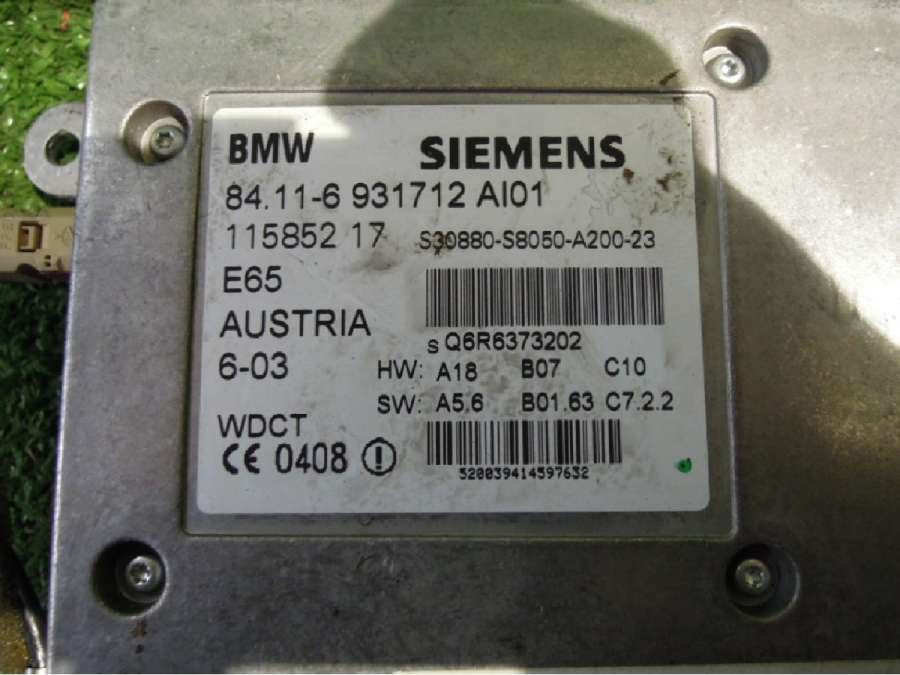 BMW SIEMENS
84.11-6 931712 AI01
115852 17 S30880-S8050-A200-23
E65
AUSTRIA
S Q6R6373202
6-03 HW: A18 B07 C10
SW: A5.6 B01.63 C7.2.2
WDCT
CE 0408
520039414597632